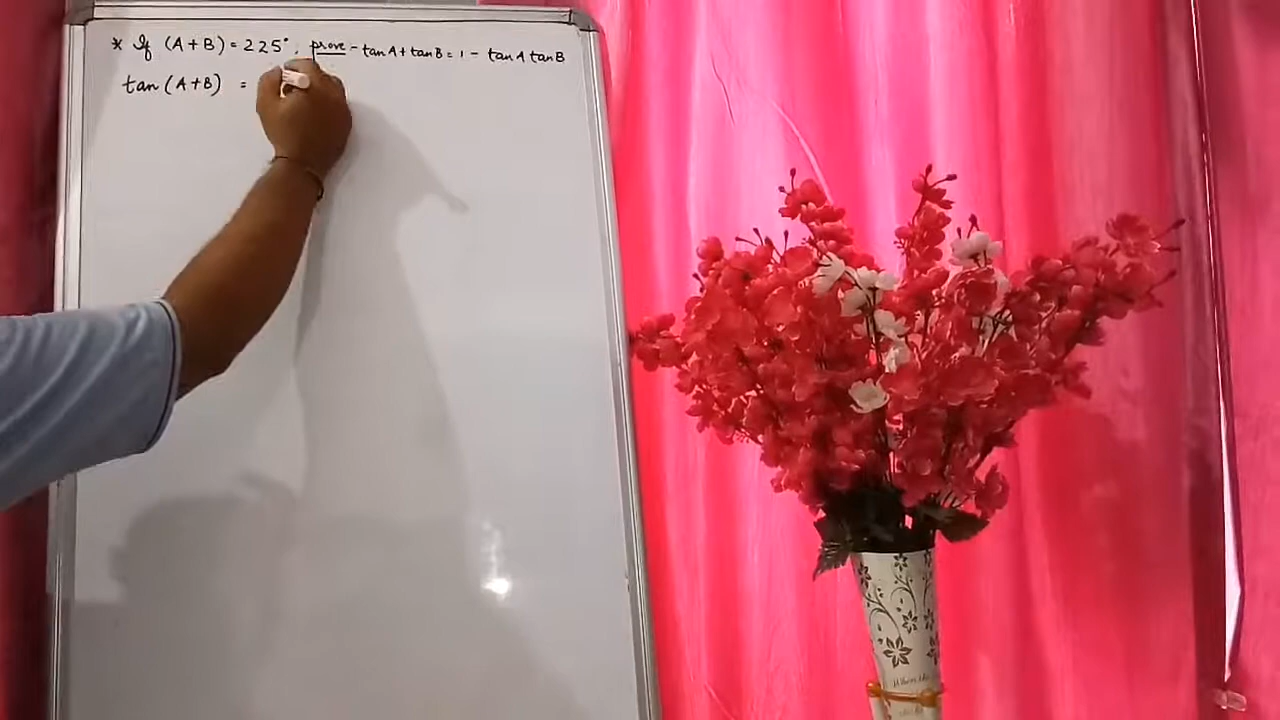 * If (A+B) = 225°, prove - tanA + tanB = 1 - tanA tanB
tan (A+B) =